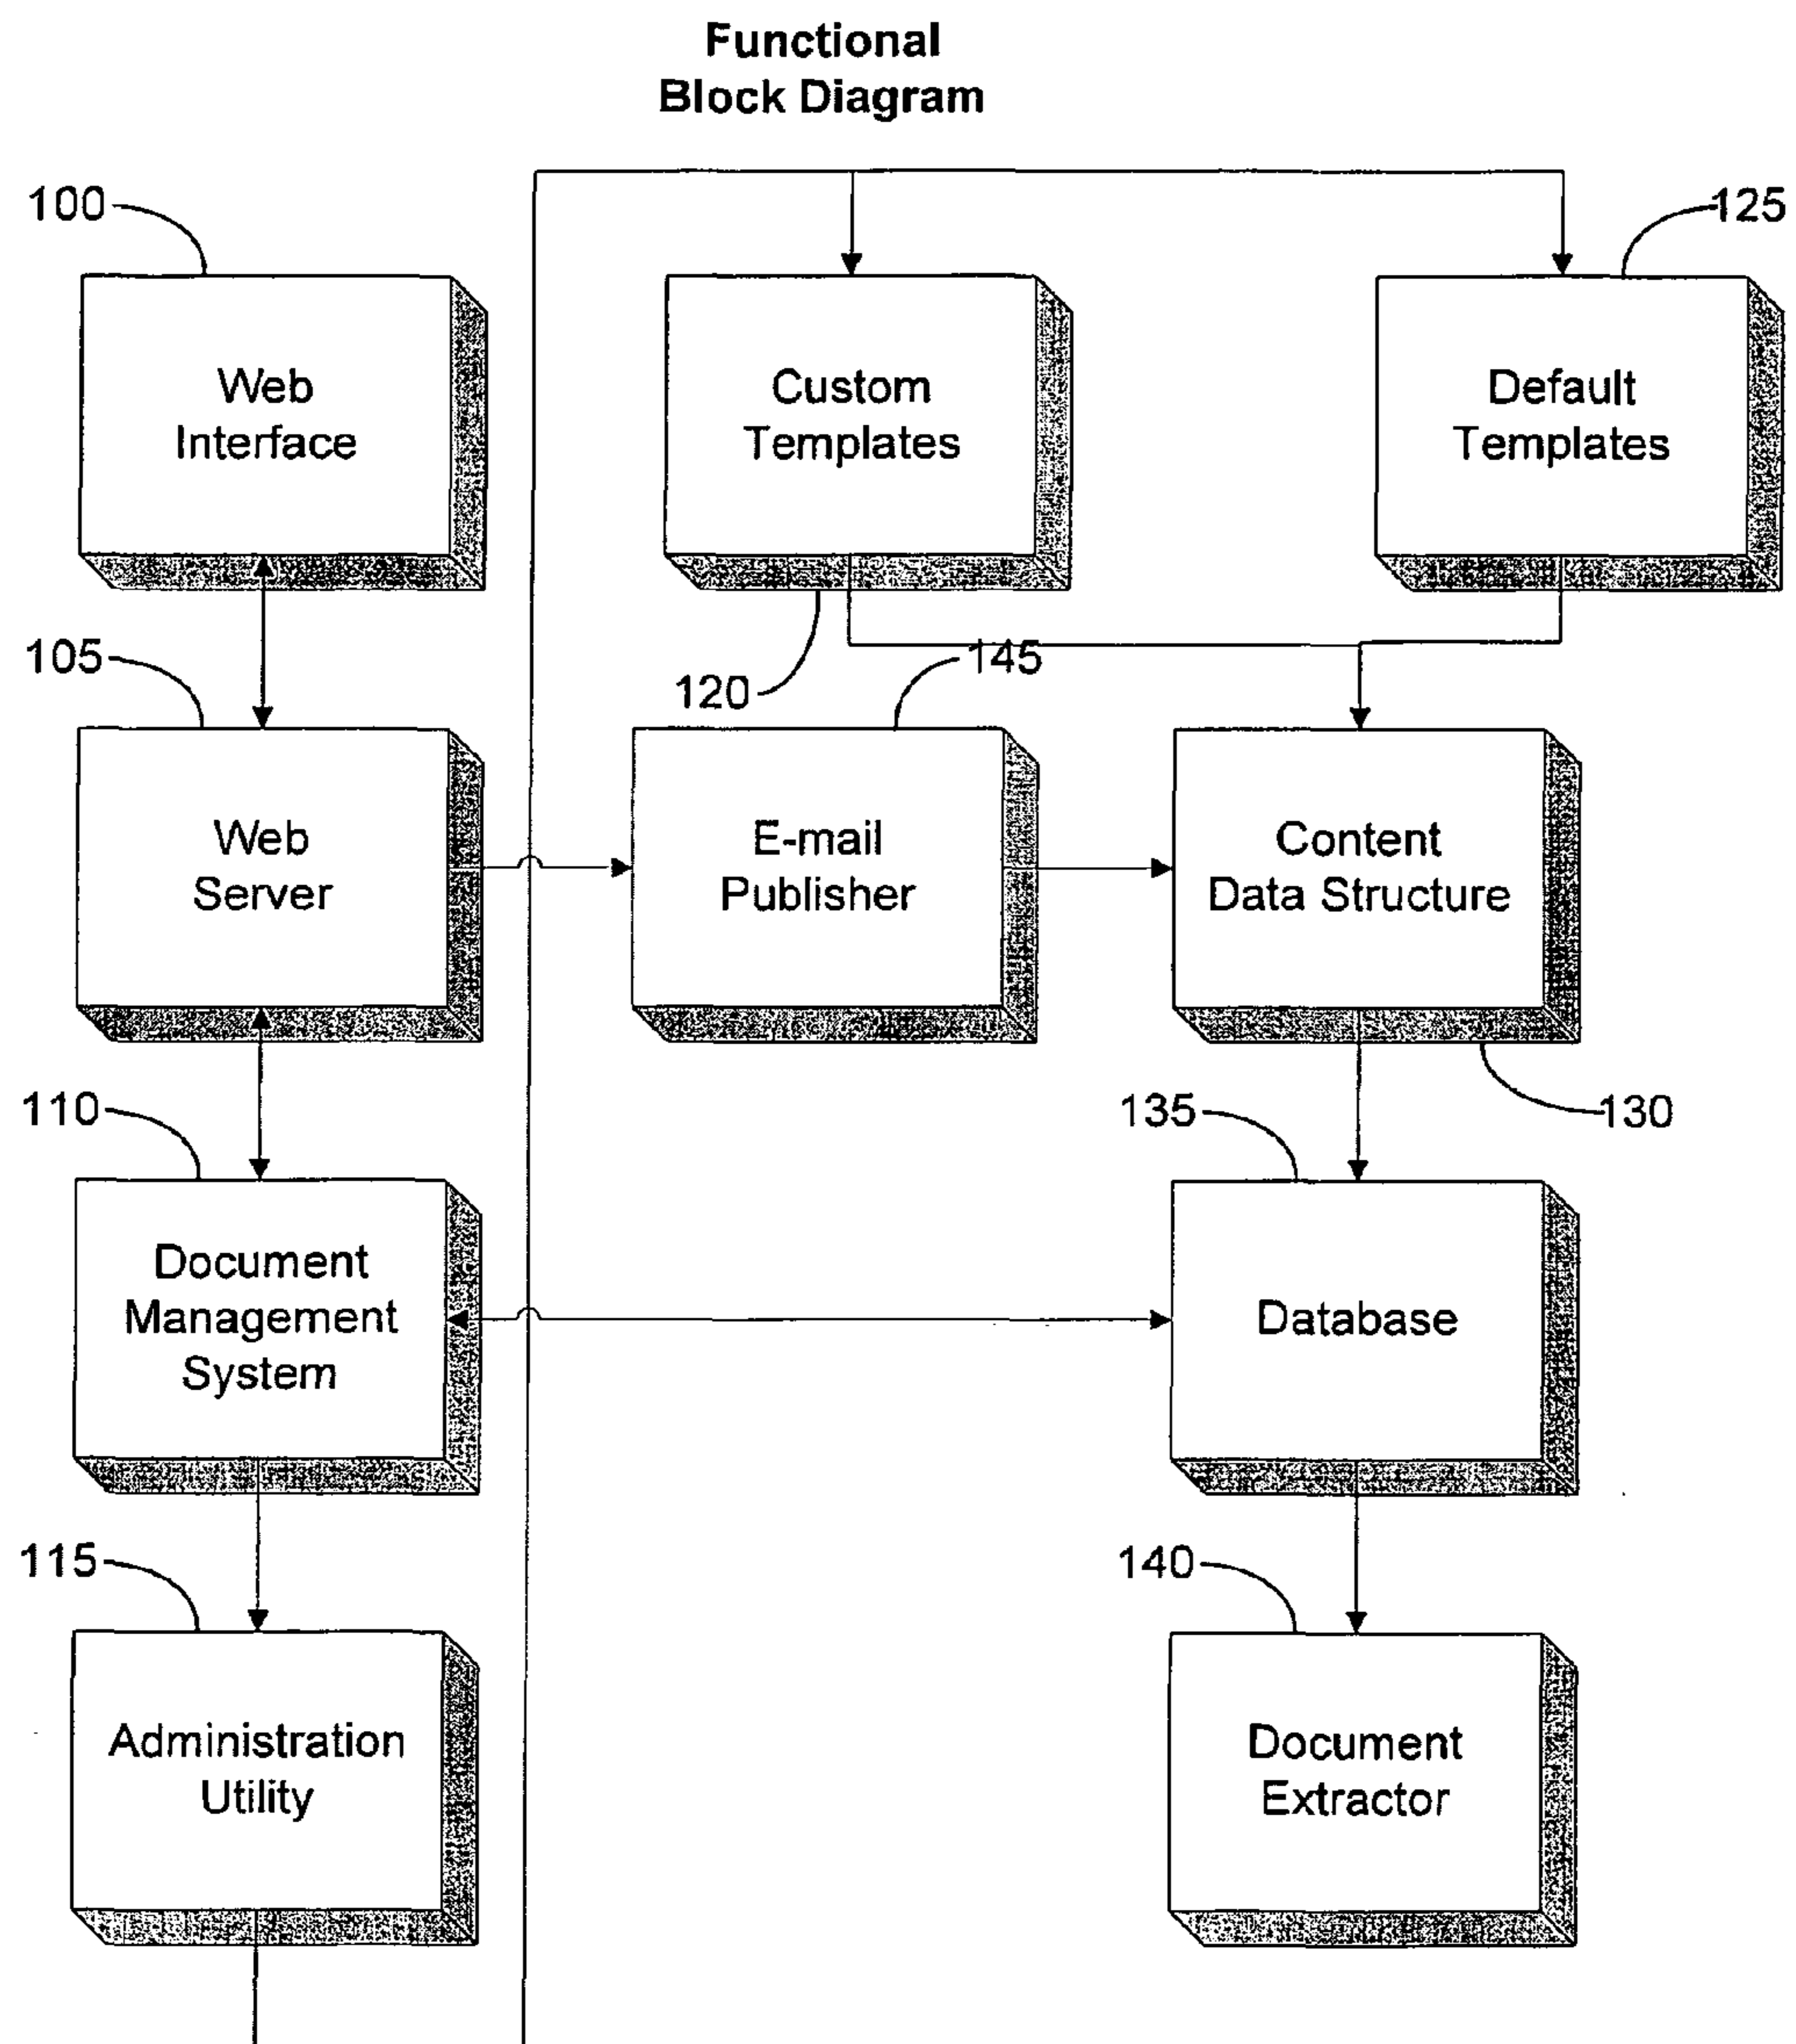 Functional
Block Diagram
100
125
Web
Interface
Custom
Templates
Default
Templates
105
120
145
Web
Server
E-mail
Publisher
Content
Data Structure
110
135
130
Document
Management
System
Database
115
140
Administration
Utility
Document
Extractor